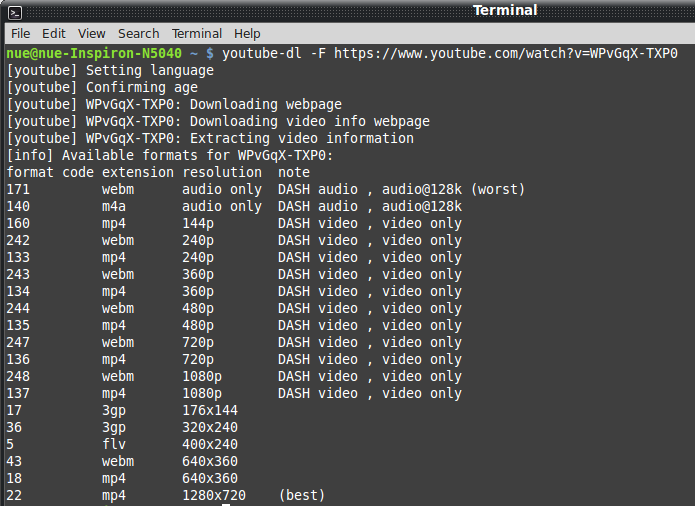 Terminal
File Edit View Search Terminal Help
nue@nue-Inspiron-N5040 ~ $ youtube-dl -F https://www.youtube.com/watch?v=WPvGqX-TXP0
[youtube] Setting language
[youtube] Confirming age
[youtube] WPvGqX-TXP0: Downloading webpage
[youtube] WPvGqX-TXP0: Downloading video info webpage
[youtube] WPvGqX-TXP0: Extracting video information
[info] Available formats for WPvGqX-TXP0:
format code extension resolution  note
171         webm      audio only  DASH audio , audio@128k (worst)
140         m4a       audio only  DASH audio , audio@128k
160         mp4       144p        DASH video , video only
242         webm      240p        DASH video , video only
133         mp4       240p        DASH video , video only
243         webm      360p        DASH video , video only
134         mp4       360p        DASH video , video only
244         webm      480p        DASH video , video only
135         mp4       480p        DASH video , video only
247         webm      720p        DASH video , video only
136         mp4       720p        DASH video , video only
248         webm      1080p       DASH video , video only
137         mp4       1080p       DASH video , video only
17          3gp       176x144
36          3gp       320x240
5           flv       400x240
43          webm      640x360
18          mp4       640x360
22          mp4       1280x720    (best)